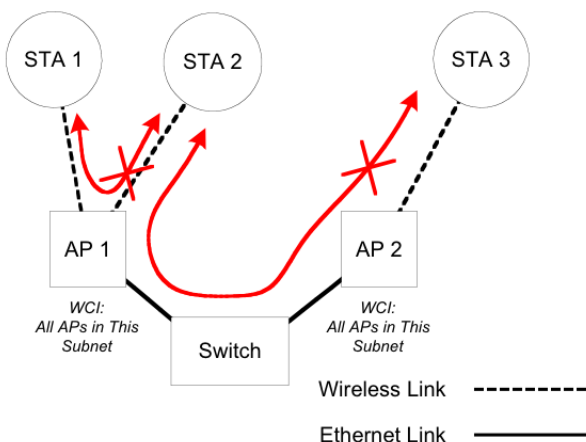 STA 1
STA 2
STA 3
AP 1
AP 2
WCI:
All APs in This
Subnet
WCI:
All APs in This
Subnet
Switch
Wireless Link
Ethernet Link